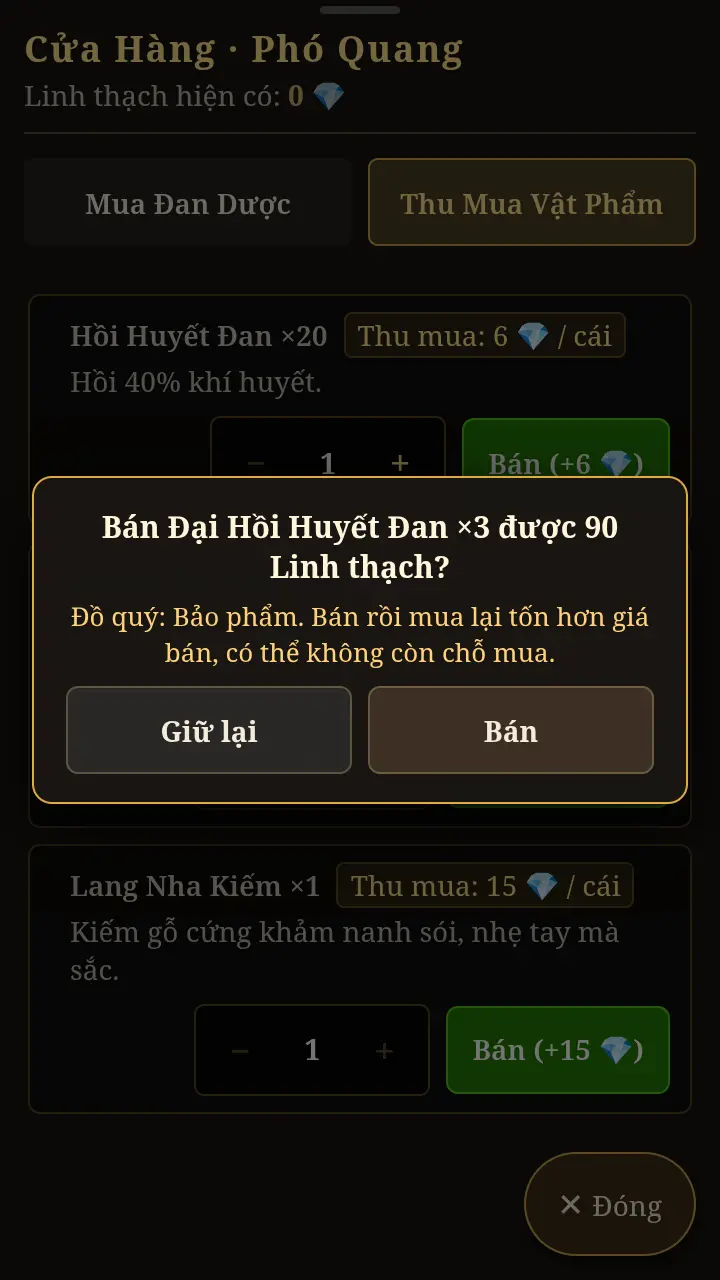 Cửa Hàng · Phó Quang
Linh thạch hiện có: 0 💎
Mua Đan Dược
Thu Mua Vật Phẩm
Hồi Huyết Đan ×20
Thu mua: 6 💎 / cái
Hồi 40% khí huyết.
− 1 +
Bán (+6 💎)
Bán Đại Hồi Huyết Đan ×3 được 90
Linh thạch?
Đồ quý: Bảo phẩm. Bán rồi mua lại tốn hơn giá
bán, có thể không còn chỗ mua.
Giữ lại
Bán
Lang Nha Kiếm ×1
Thu mua: 15 💎 / cái
Kiếm gỗ cứng khảm nanh sói, nhẹ tay mà
sắc.
− 1 +
Bán (+15 💎)
✕ Đóng